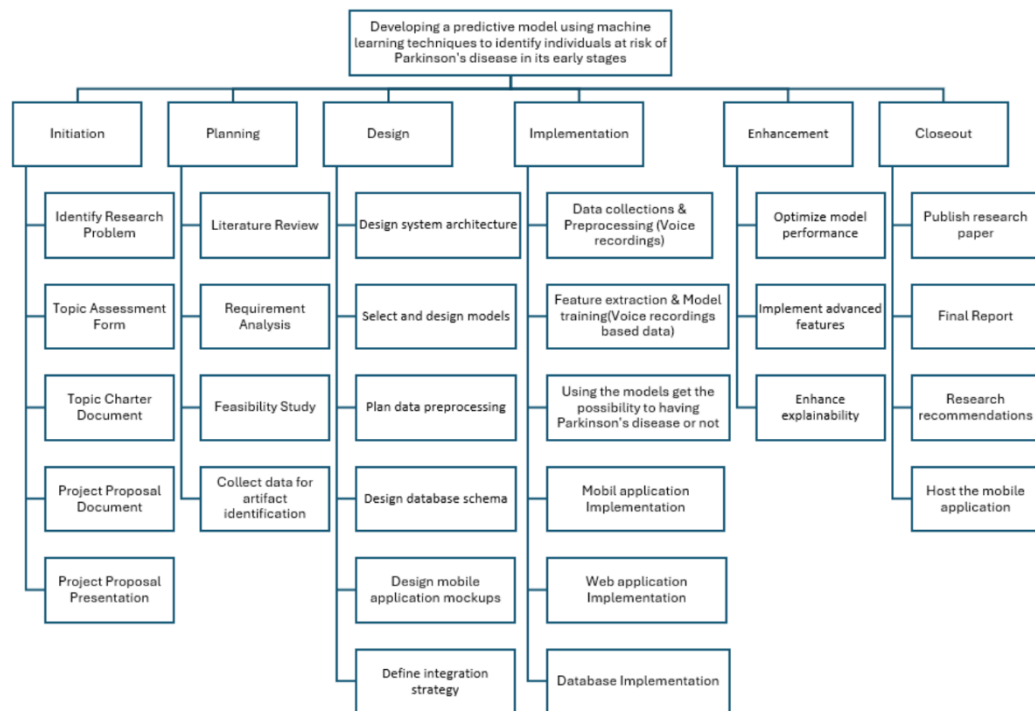 Developing a predictive model using machine
learning techniques to identify individuals at risk of
Parkinson's disease in its early stages
Initiation
Planning
Design
Implementation
Enhancement
Closeout
Identify Research
Problem
Topic Assessment
Form
Topic Charter
Document
Project Proposal
Document
Project Proposal
Presentation
Literature Review
Requirement
Analysis
Feasibility Study
Collect data for
artifact
identification
Design system architecture
Select and design models
Plan data preprocessing
Design database schema
Design mobile
application mockups
Define integration
strategy
Data collections &
Preprocessing (Voice
recordings)
Feature extraction & Model
training(Voice recordings
based data)
Using the models get the
possibility to having
Parkinson's disease or not
Mobil application
Implementation
Web application
Implementation
Database Implementation
Optimize model
performance
Implement advanced
features
Enhance
explainability
Publish research
paper
Final Report
Research
recommendations
Host the mobile
application